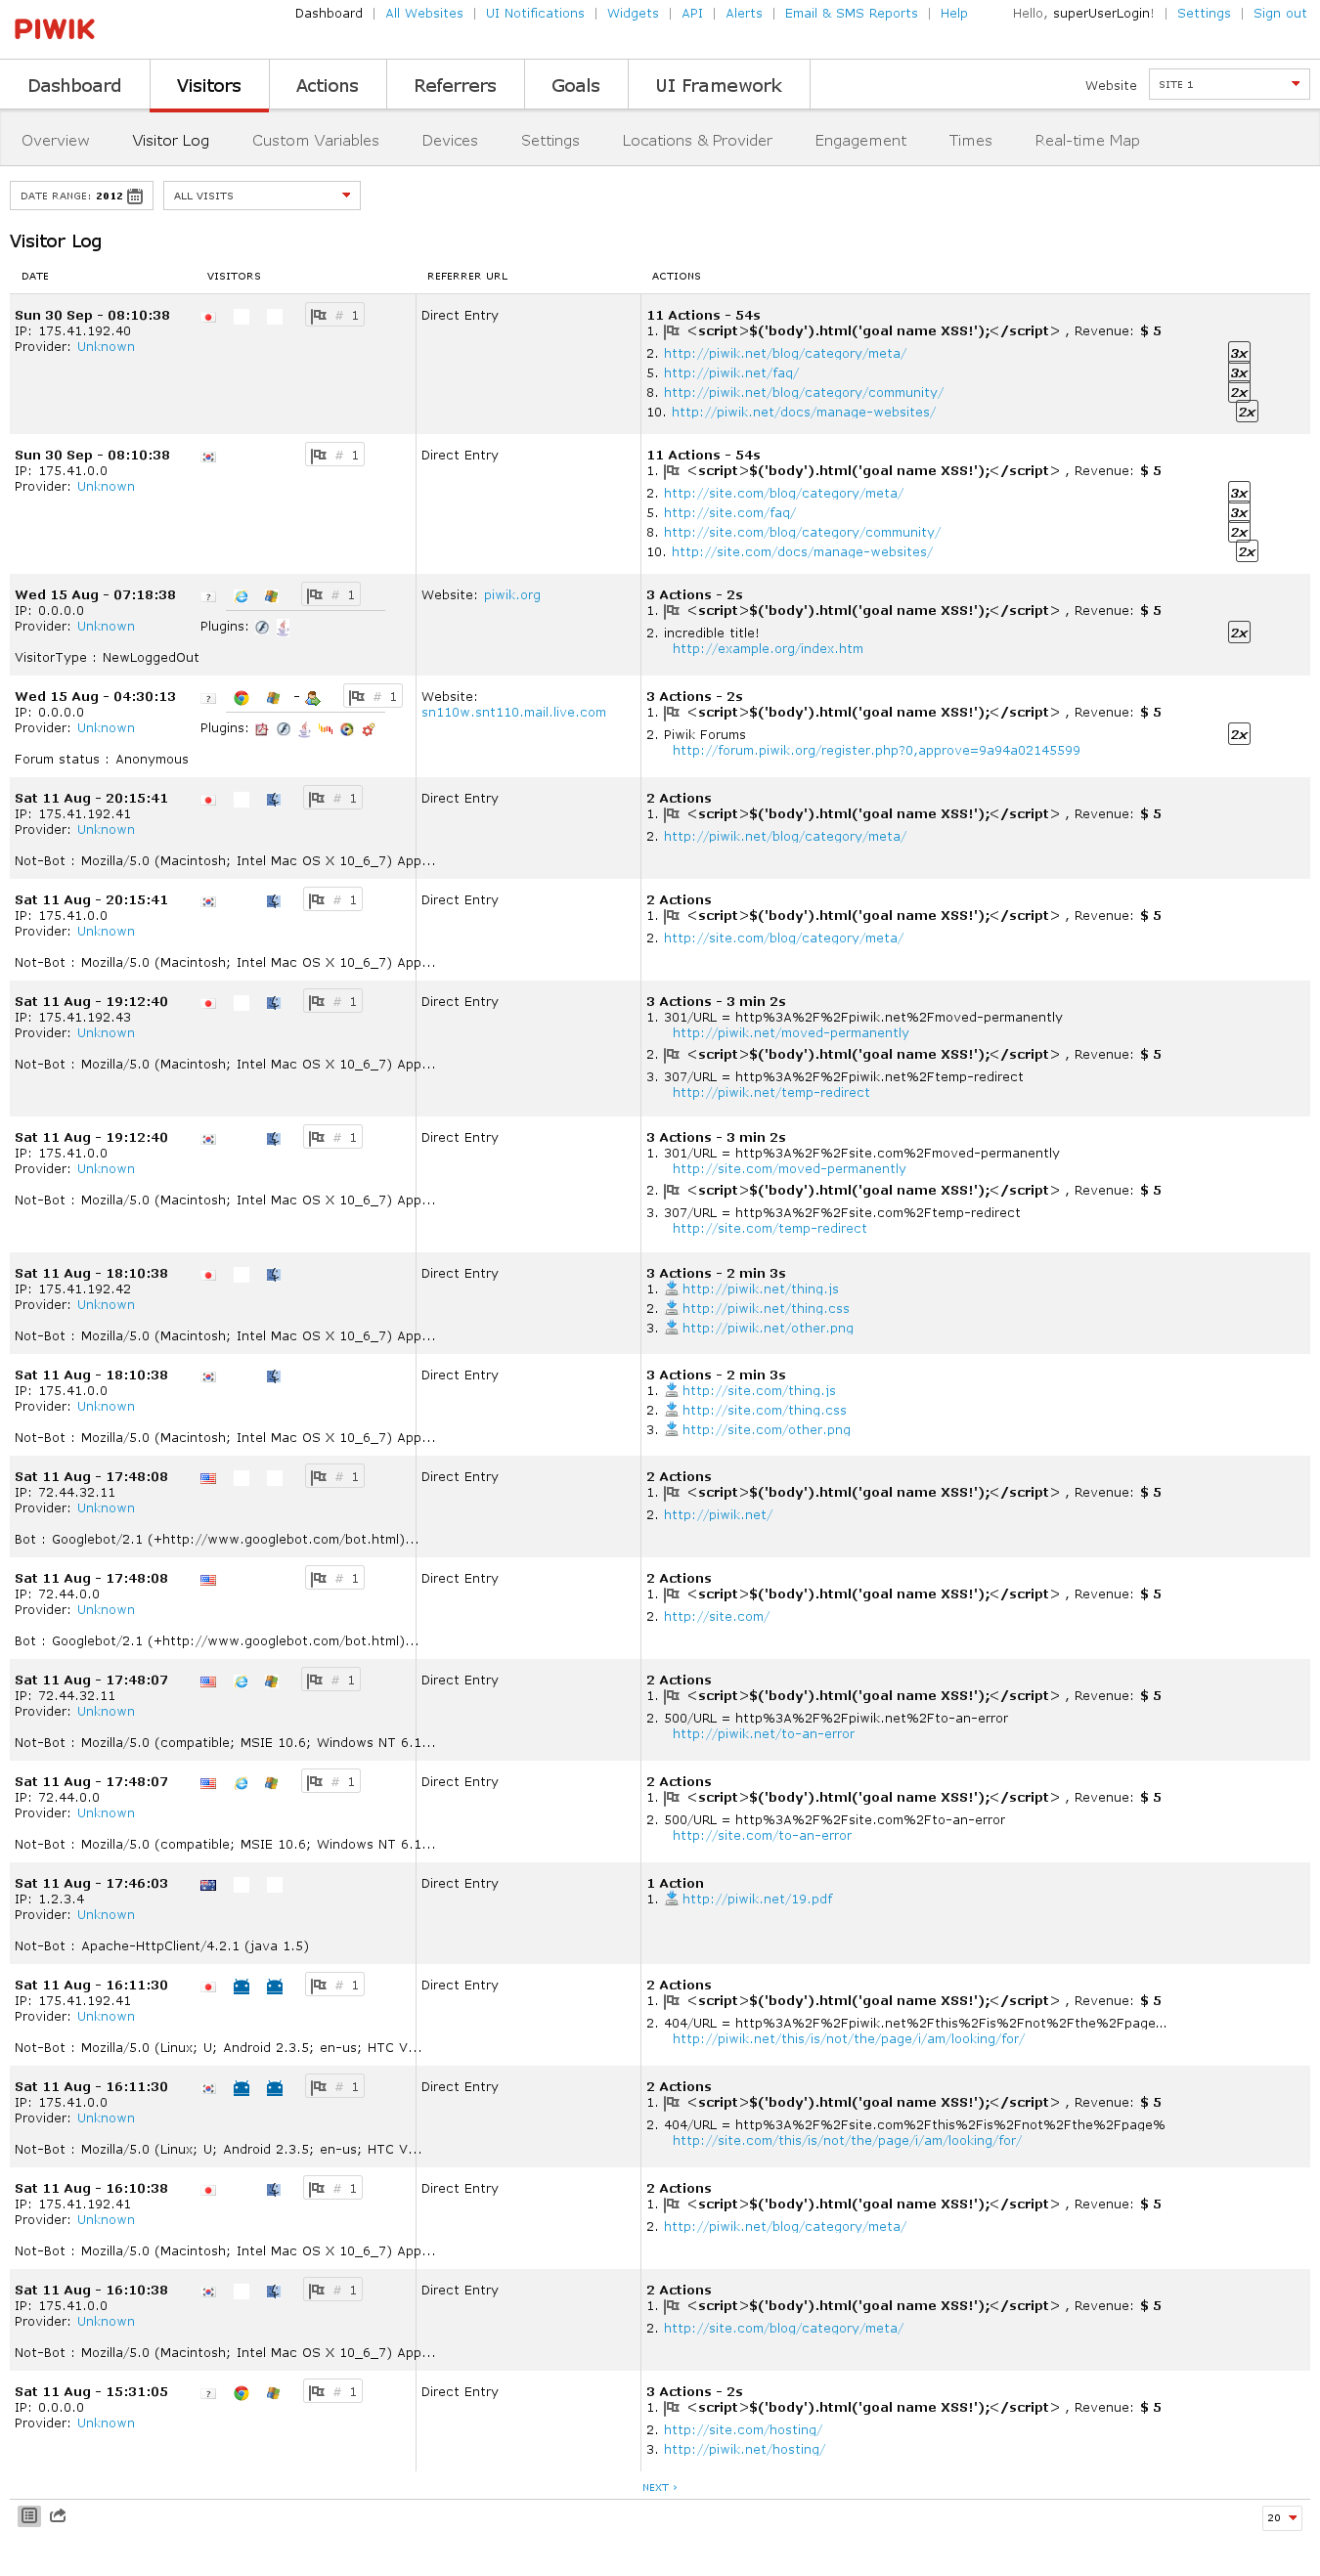 Dashboard | All Websites | UI Notifications | Widgets | API | Alerts | Email & SMS Reports | Help Hello, superUserLogin! | Settings | Sign out
PIWIK
Dashboard Visitors Actions Referrers Goals UI Framework Website SITE 1
Overview Visitor Log Custom Variables Devices Settings Locations & Provider Engagement Times Real-time Map
DATE RANGE: 2012 ALL VISITS
Visitor Log
DATE VISITORS REFERRER URL ACTIONS
Sun 30 Sep - 08:10:38 # 1 Direct Entry 11 Actions - 54s
IP: 175.41.192.40 1. <script>$('body').html('goal name XSS!');</script> , Revenue: $ 5
Provider: Unknown 2. http://piwik.net/blog/category/meta/ 3x
5. http://piwik.net/faq/ 3x
8. http://piwik.net/blog/category/community/ 2x
10. http://piwik.net/docs/manage-websites/ 2x
Sun 30 Sep - 08:10:38 # 1 Direct Entry 11 Actions - 54s
IP: 175.41.0.0 1. <script>$('body').html('goal name XSS!');</script> , Revenue: $ 5
Provider: Unknown 2. http://site.com/blog/category/meta/ 3x
5. http://site.com/faq/ 3x
8. http://site.com/blog/category/community/ 2x
10. http://site.com/docs/manage-websites/ 2x
Wed 15 Aug - 07:18:38 ? # 1 Website: piwik.org 3 Actions - 2s
IP: 0.0.0.0 1. <script>$('body').html('goal name XSS!');</script> , Revenue: $ 5
Provider: Unknown Plugins: 2. incredible title! 2x
http://example.org/index.htm
VisitorType : NewLoggedOut
Wed 15 Aug - 04:30:13 ? - # 1 Website: 3 Actions - 2s
IP: 0.0.0.0 sn110w.snt110.mail.live.com 1. <script>$('body').html('goal name XSS!');</script> , Revenue: $ 5
Provider: Unknown Plugins: 2. Piwik Forums 2x
http://forum.piwik.org/register.php?0,approve=9a94a02145599
Forum status : Anonymous
Sat 11 Aug - 20:15:41 # 1 Direct Entry 2 Actions
IP: 175.41.192.41 1. <script>$('body').html('goal name XSS!');</script> , Revenue: $ 5
Provider: Unknown 2. http://piwik.net/blog/category/meta/
Not-Bot : Mozilla/5.0 (Macintosh; Intel Mac OS X 10_6_7) App...
Sat 11 Aug - 20:15:41 # 1 Direct Entry 2 Actions
IP: 175.41.0.0 1. <script>$('body').html('goal name XSS!');</script> , Revenue: $ 5
Provider: Unknown 2. http://site.com/blog/category/meta/
Not-Bot : Mozilla/5.0 (Macintosh; Intel Mac OS X 10_6_7) App...
Sat 11 Aug - 19:12:40 # 1 Direct Entry 3 Actions - 3 min 2s
IP: 175.41.192.43 1. 301/URL = http%3A%2F%2Fpiwik.net%2Fmoved-permanently
Provider: Unknown http://piwik.net/moved-permanently
2. <script>$('body').html('goal name XSS!');</script> , Revenue: $ 5
Not-Bot : Mozilla/5.0 (Macintosh; Intel Mac OS X 10_6_7) App...
3. 307/URL = http%3A%2F%2Fpiwik.net%2Ftemp-redirect
http://piwik.net/temp-redirect
Sat 11 Aug - 19:12:40 # 1 Direct Entry 3 Actions - 3 min 2s
IP: 175.41.0.0 1. 301/URL = http%3A%2F%2Fsite.com%2Fmoved-permanently
Provider: Unknown http://site.com/moved-permanently
2. <script>$('body').html('goal name XSS!');</script> , Revenue: $ 5
Not-Bot : Mozilla/5.0 (Macintosh; Intel Mac OS X 10_6_7) App...
3. 307/URL = http%3A%2F%2Fsite.com%2Ftemp-redirect
http://site.com/temp-redirect
Sat 11 Aug - 18:10:38 Direct Entry 3 Actions - 2 min 3s
IP: 175.41.192.42 1. http://piwik.net/thing.js
Provider: Unknown 2. http://piwik.net/thing.css
3. http://piwik.net/other.png
Not-Bot : Mozilla/5.0 (Macintosh; Intel Mac OS X 10_6_7) App...
Sat 11 Aug - 18:10:38 Direct Entry 3 Actions - 2 min 3s
IP: 175.41.0.0 1. http://site.com/thing.js
Provider: Unknown 2. http://site.com/thing.css
3. http://site.com/other.png
Not-Bot : Mozilla/5.0 (Macintosh; Intel Mac OS X 10_6_7) App...
Sat 11 Aug - 17:48:08 # 1 Direct Entry 2 Actions
IP: 72.44.32.11 1. <script>$('body').html('goal name XSS!');</script> , Revenue: $ 5
Provider: Unknown 2. http://piwik.net/
Bot : Googlebot/2.1 (+http://www.googlebot.com/bot.html)...
Sat 11 Aug - 17:48:08 # 1 Direct Entry 2 Actions
IP: 72.44.0.0 1. <script>$('body').html('goal name XSS!');</script> , Revenue: $ 5
Provider: Unknown 2. http://site.com/
Bot : Googlebot/2.1 (+http://www.googlebot.com/bot.html)...
Sat 11 Aug - 17:48:07 # 1 Direct Entry 2 Actions
IP: 72.44.32.11 1. <script>$('body').html('goal name XSS!');</script> , Revenue: $ 5
Provider: Unknown 2. 500/URL = http%3A%2F%2Fpiwik.net%2Fto-an-error
http://piwik.net/to-an-error
Not-Bot : Mozilla/5.0 (compatible; MSIE 10.6; Windows NT 6.1...
Sat 11 Aug - 17:48:07 # 1 Direct Entry 2 Actions
IP: 72.44.0.0 1. <script>$('body').html('goal name XSS!');</script> , Revenue: $ 5
Provider: Unknown 2. 500/URL = http%3A%2F%2Fsite.com%2Fto-an-error
http://site.com/to-an-error
Not-Bot : Mozilla/5.0 (compatible; MSIE 10.6; Windows NT 6.1...
Sat 11 Aug - 17:46:03 Direct Entry 1 Action
IP: 1.2.3.4 1. http://piwik.net/19.pdf
Provider: Unknown
Not-Bot : Apache-HttpClient/4.2.1 (java 1.5)
Sat 11 Aug - 16:11:30 # 1 Direct Entry 2 Actions
IP: 175.41.192.41 1. <script>$('body').html('goal name XSS!');</script> , Revenue: $ 5
Provider: Unknown 2. 404/URL = http%3A%2F%2Fpiwik.net%2Fthis%2Fis%2Fnot%2Fthe%2Fpage...
http://piwik.net/this/is/not/the/page/i/am/looking/for/
Not-Bot : Mozilla/5.0 (Linux; U; Android 2.3.5; en-us; HTC V...
Sat 11 Aug - 16:11:30 # 1 Direct Entry 2 Actions
IP: 175.41.0.0 1. <script>$('body').html('goal name XSS!');</script> , Revenue: $ 5
Provider: Unknown 2. 404/URL = http%3A%2F%2Fsite.com%2Fthis%2Fis%2Fnot%2Fthe%2Fpage%
http://site.com/this/is/not/the/page/i/am/looking/for/
Not-Bot : Mozilla/5.0 (Linux; U; Android 2.3.5; en-us; HTC V...
Sat 11 Aug - 16:10:38 # 1 Direct Entry 2 Actions
IP: 175.41.192.41 1. <script>$('body').html('goal name XSS!');</script> , Revenue: $ 5
Provider: Unknown 2. http://piwik.net/blog/category/meta/
Not-Bot : Mozilla/5.0 (Macintosh; Intel Mac OS X 10_6_7) App...
Sat 11 Aug - 16:10:38 # 1 Direct Entry 2 Actions
IP: 175.41.0.0 1. <script>$('body').html('goal name XSS!');</script> , Revenue: $ 5
Provider: Unknown 2. http://site.com/blog/category/meta/
Not-Bot : Mozilla/5.0 (Macintosh; Intel Mac OS X 10_6_7) App...
Sat 11 Aug - 15:31:05 ? # 1 Direct Entry 3 Actions - 2s
IP: 0.0.0.0 1. <script>$('body').html('goal name XSS!');</script> , Revenue: $ 5
Provider: Unknown 2. http://site.com/hosting/
3. http://piwik.net/hosting/
NEXT >
20